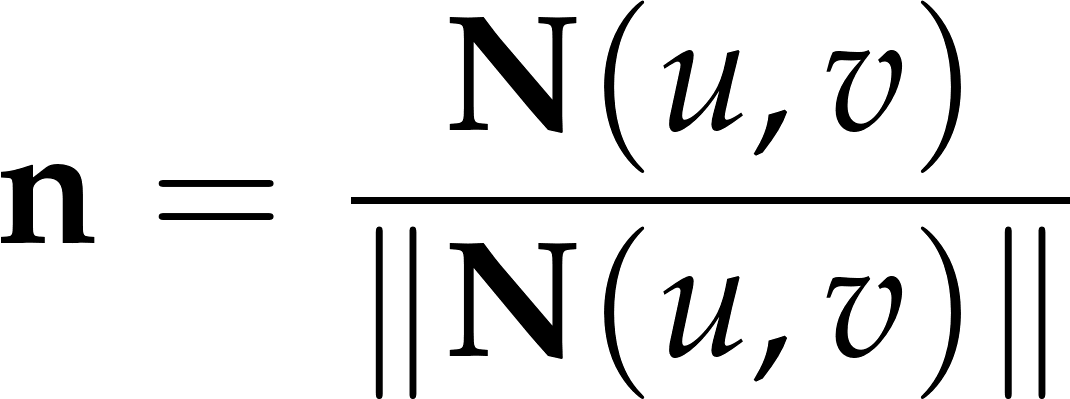 𝐧 = 𝐍(𝑢, 𝑣) / ‖𝐍(𝑢, 𝑣)‖